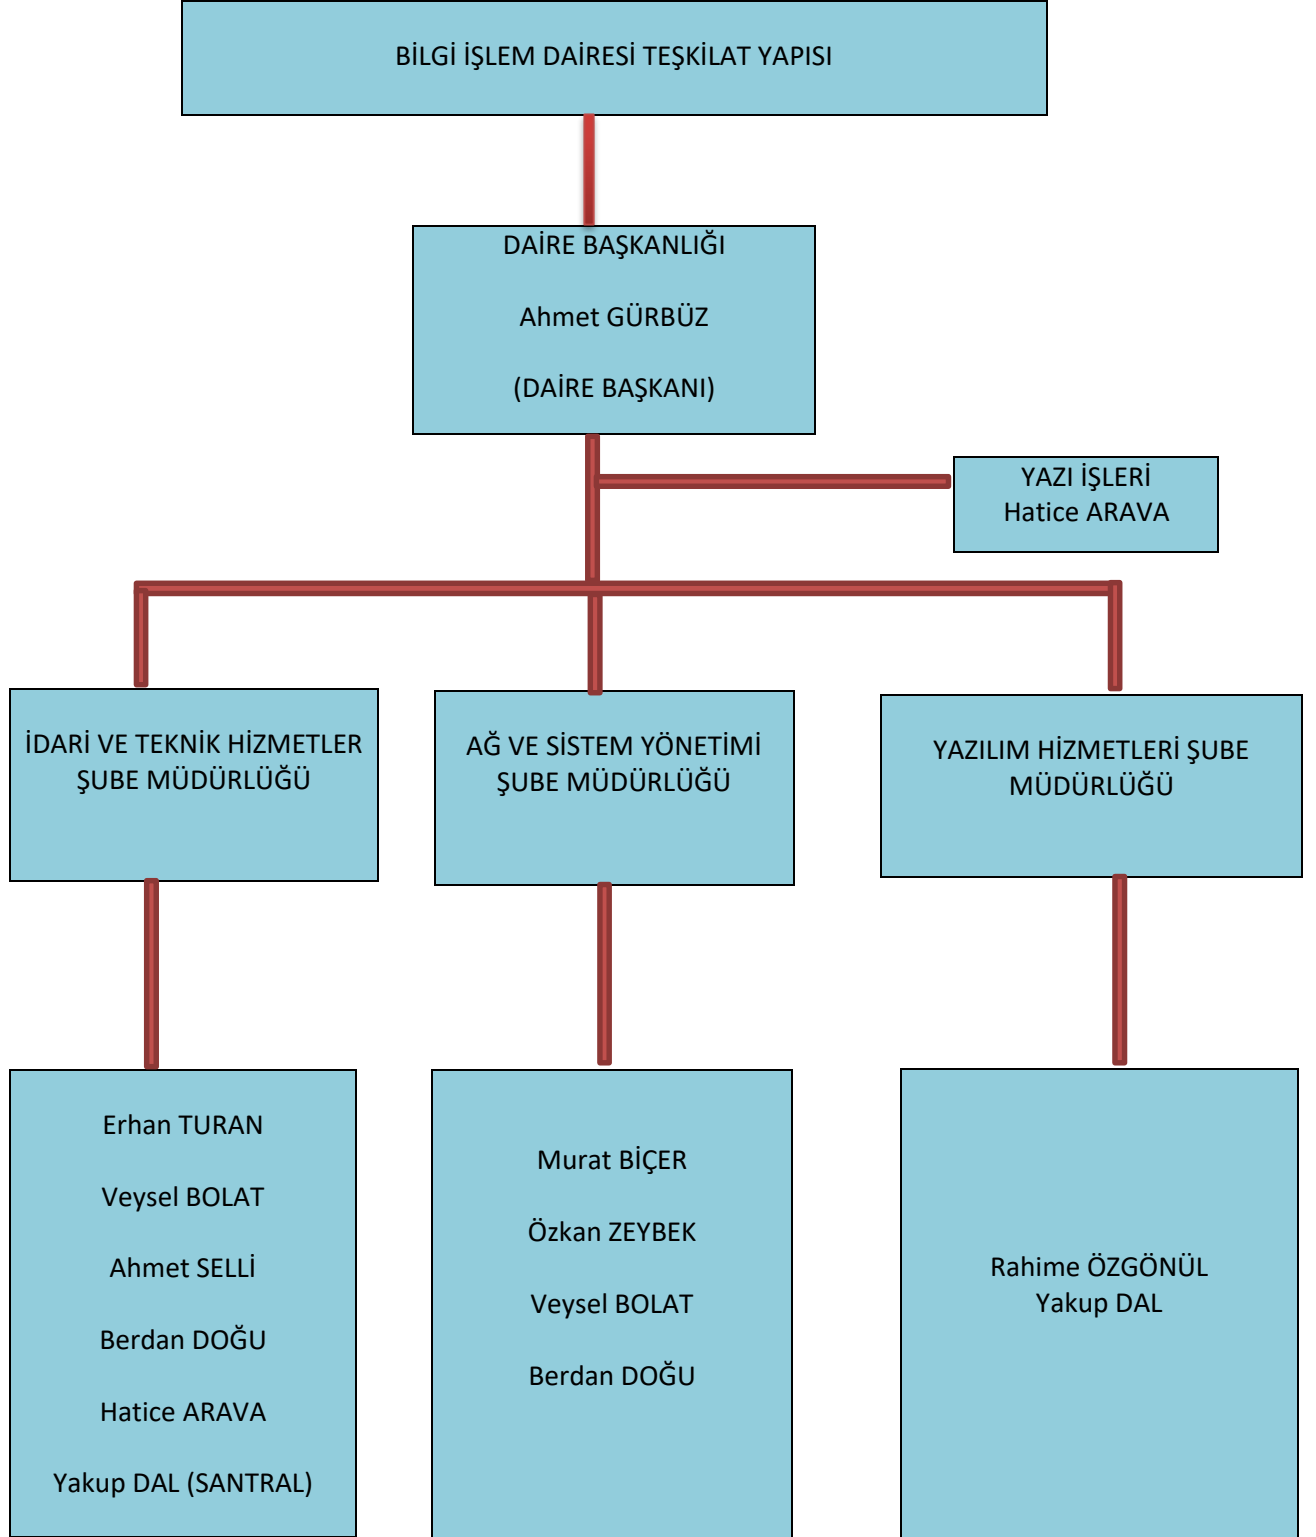 BİLGİ İŞLEM DAİRESİ TEŞKİLAT YAPISI
DAİRE BAŞKANLIĞI
Ahmet GÜRBÜZ
(DAİRE BAŞKANI)
YAZI İŞLERİ
Hatice ARAVA
İDARİ VE TEKNİK HİZMETLER
ŞUBE MÜDÜRLÜĞÜ
AĞ VE SİSTEM YÖNETİMİ
ŞUBE MÜDÜRLÜĞÜ
YAZILIM HİZMETLERİ ŞUBE
MÜDÜRLÜĞÜ
Erhan TURAN
Veysel BOLAT
Ahmet SELLİ
Berdan DOĞU
Hatice ARAVA
Yakup DAL (SANTRAL)
Murat BİÇER
Özkan ZEYBEK
Veysel BOLAT
Berdan DOĞU
Rahime ÖZGÖNÜL
Yakup DAL